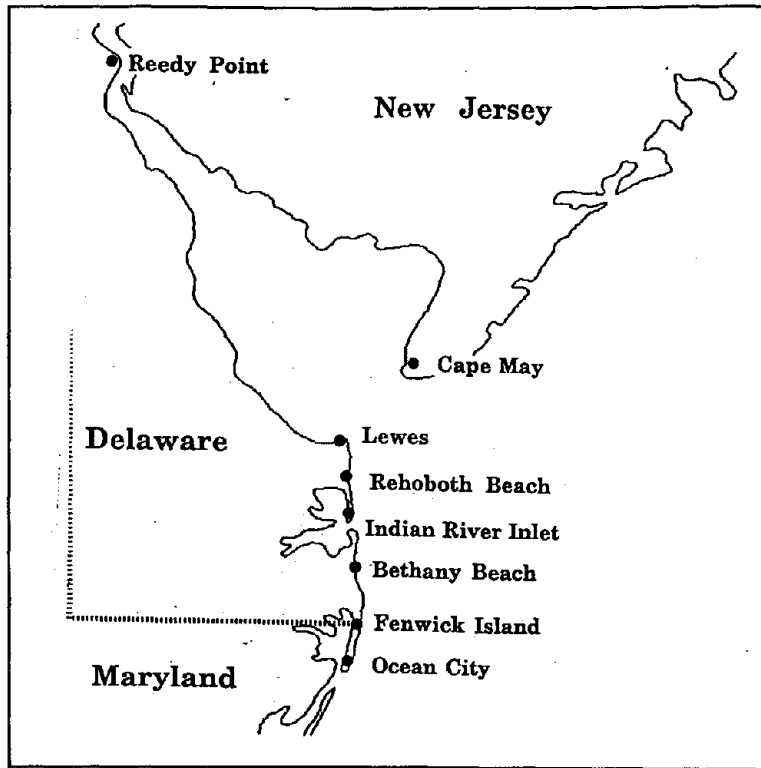 Reedy Point
New Jersey
Cape May
Delaware
Lewes
Rehoboth Beach
Indian River Inlet
Bethany Beach
Fenwick Island
Maryland
Ocean City